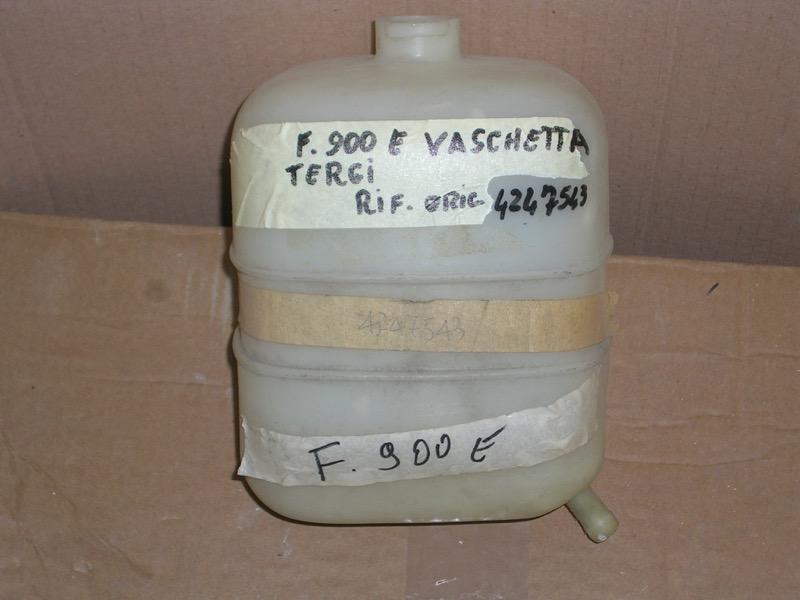 F. 900 E VASCHETTA
TERGI
RIF. ORIG 4247543
4247543
F. 900 E